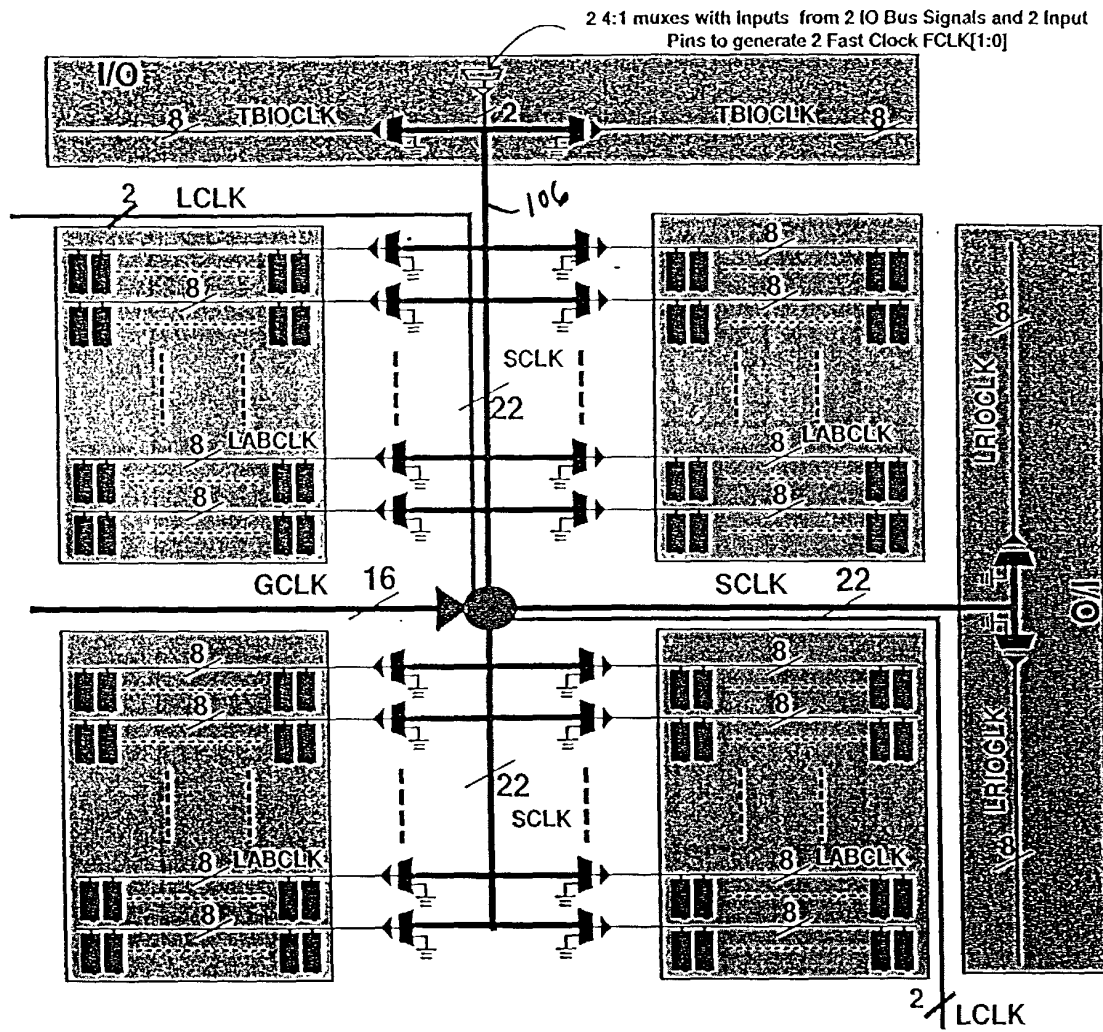 2 4:1 muxes with Inputs from 2 IO Bus Signals and 2 Input
Pins to generate 2 Fast Clock FCLK[1:0]
I/O
8 TBIOCLK
2
TBIOCLK 8
2 LCLK
106
8
8
8
8
SCLK
22
8 LABCLK
8
8 LABCLK
8
LRIOCLK
8
GCLK 16
SCLK 22
I/O
8
8
8
8
22
SCLK
LRIOCLK
8
8 LABCLK
8
8 LABCLK
8
2 LCLK